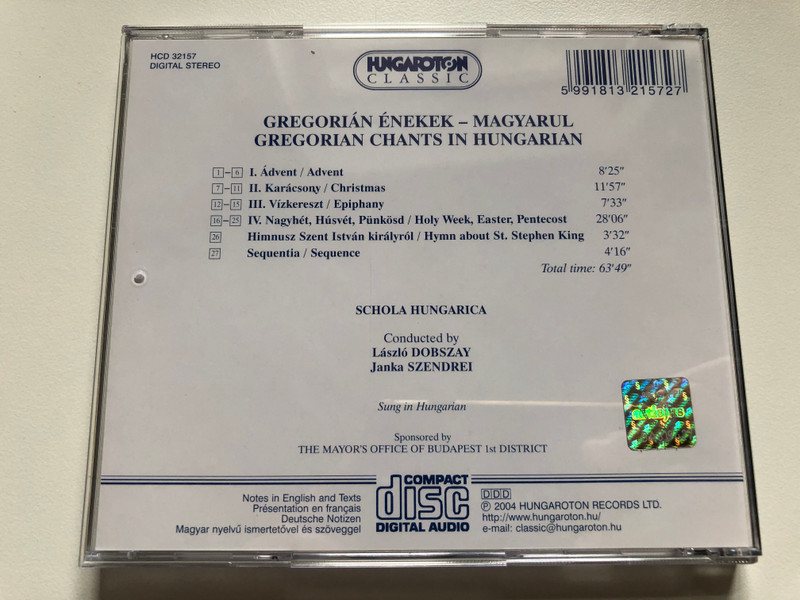 HCD 32157
DIGITAL STEREO
HUNGAROTON
CLASSIC
5 991813 215727
GREGORIÁN ÉNEKEK – MAGYARUL
GREGORIAN CHANTS IN HUNGARIAN
1–6 I. Ádvent / Advent 8'25"
7–11 II. Karácsony / Christmas 11'57"
12–15 III. Vízkereszt / Epiphany 7'33"
16–25 IV. Nagyhét, Húsvét, Pünkösd / Holy Week, Easter, Pentecost 28'06"
26 Himnusz Szent István királyról / Hymn about St. Stephen King 3'32"
27 Sequentia / Sequence 4'16"
Total time: 63'49"
SCHOLA HUNGARICA
Conducted by
László DOBSZAY
Janka SZENDREI
Sung in Hungarian
Sponsored by
THE MAYOR'S OFFICE OF BUDAPEST 1st DISTRICT
Notes in English and Texts
Présentation en français
Deutsche Notizen
Magyar nyelvű ismertetővel és szöveggel
COMPACT
disc
DIGITAL AUDIO
DDD
℗ 2004 HUNGAROTON RECORDS LTD.
http://www.hungaroton.hu/
e-mail: classic@hungaroton.hu